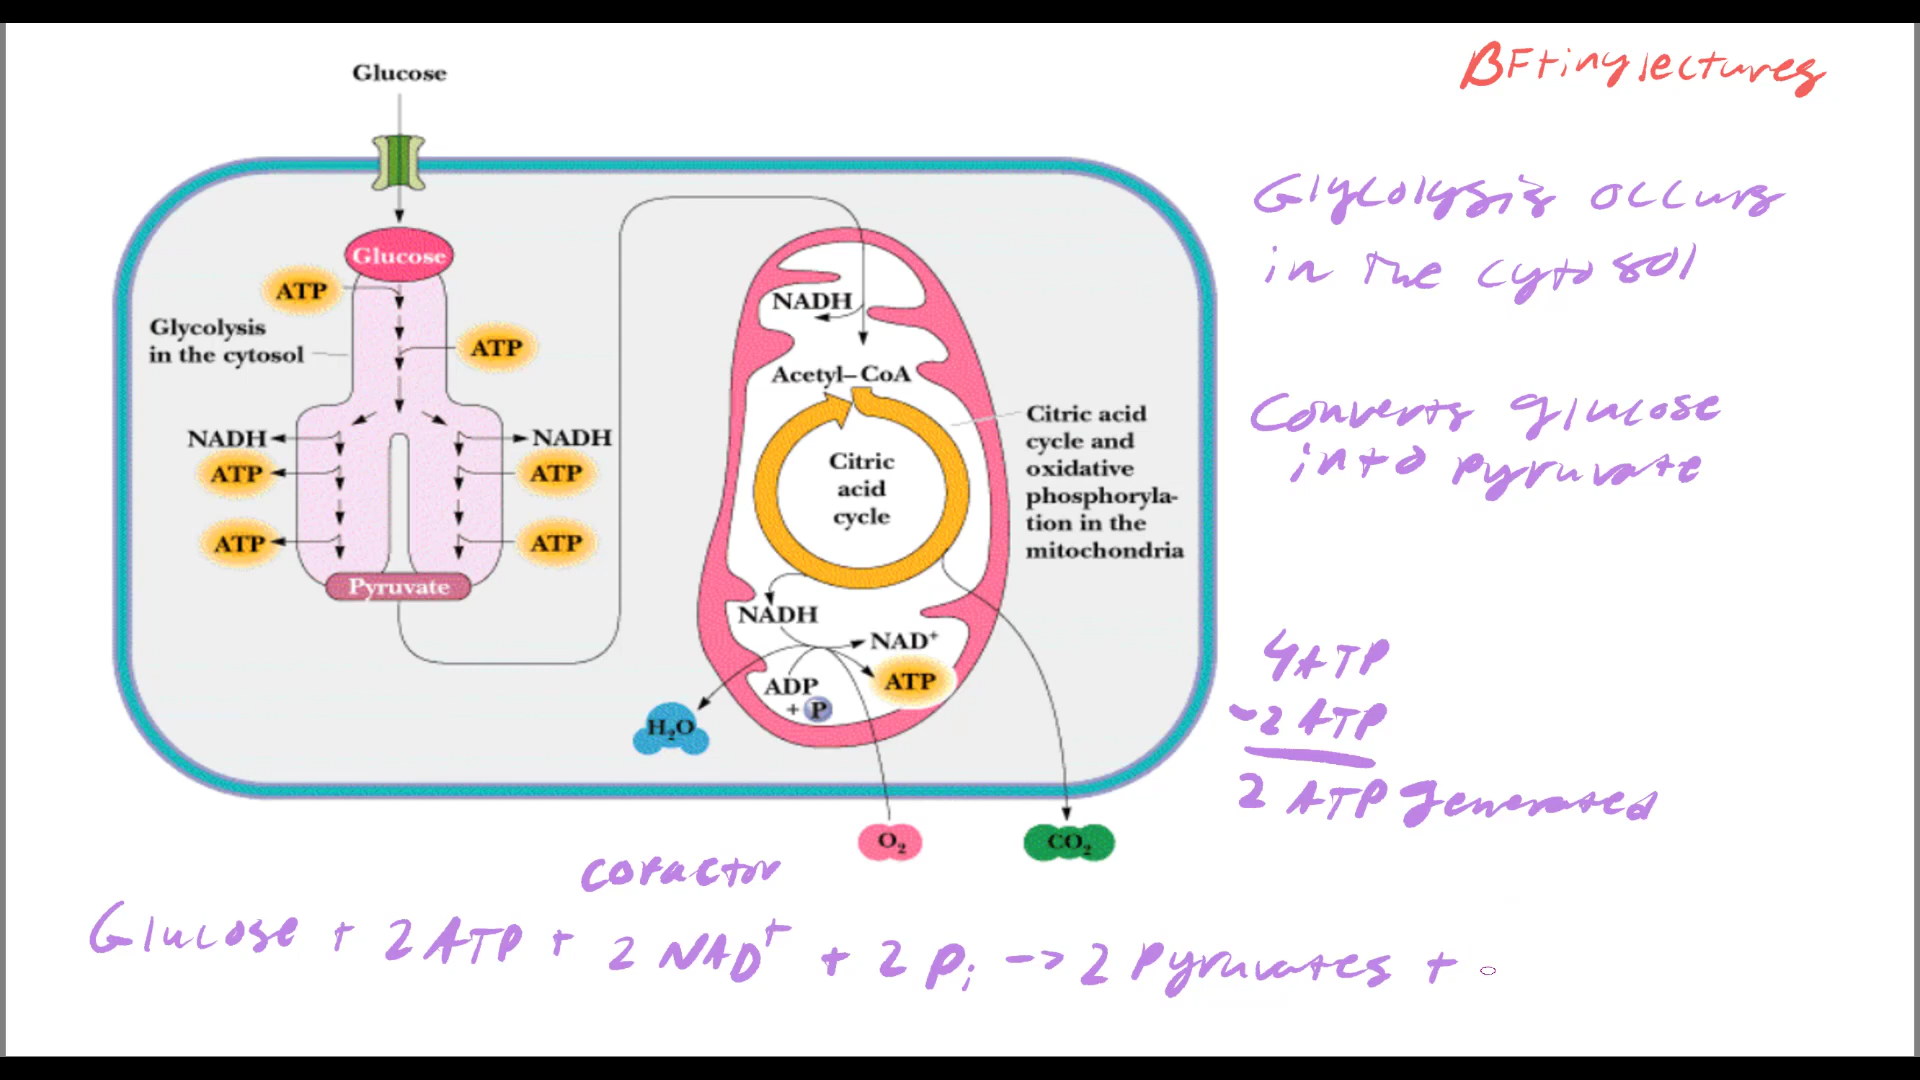 BFtinylectures
Glucose
Glucose
ATP
Glycolysis
in the cytosol
ATP
NADH
NADH
ATP
ATP
ATP
ATP
Pyruvate
NADH
Acetyl–CoA
Citric
acid
cycle
Citric acid
cycle and
oxidative
phosphoryla-
tion in the
mitochondria
NADH
NAD⁺
ADP
+ P
ATP
H₂O
O₂
CO₂
Glycolysis occurs
in the cytosol
Converts glucose
into pyruvate
4ATP
-2 ATP
2 ATP generated
cofactor
Glucose + 2 ATP + 2 NAD⁺ + 2 Pi -> 2 Pyruvates +